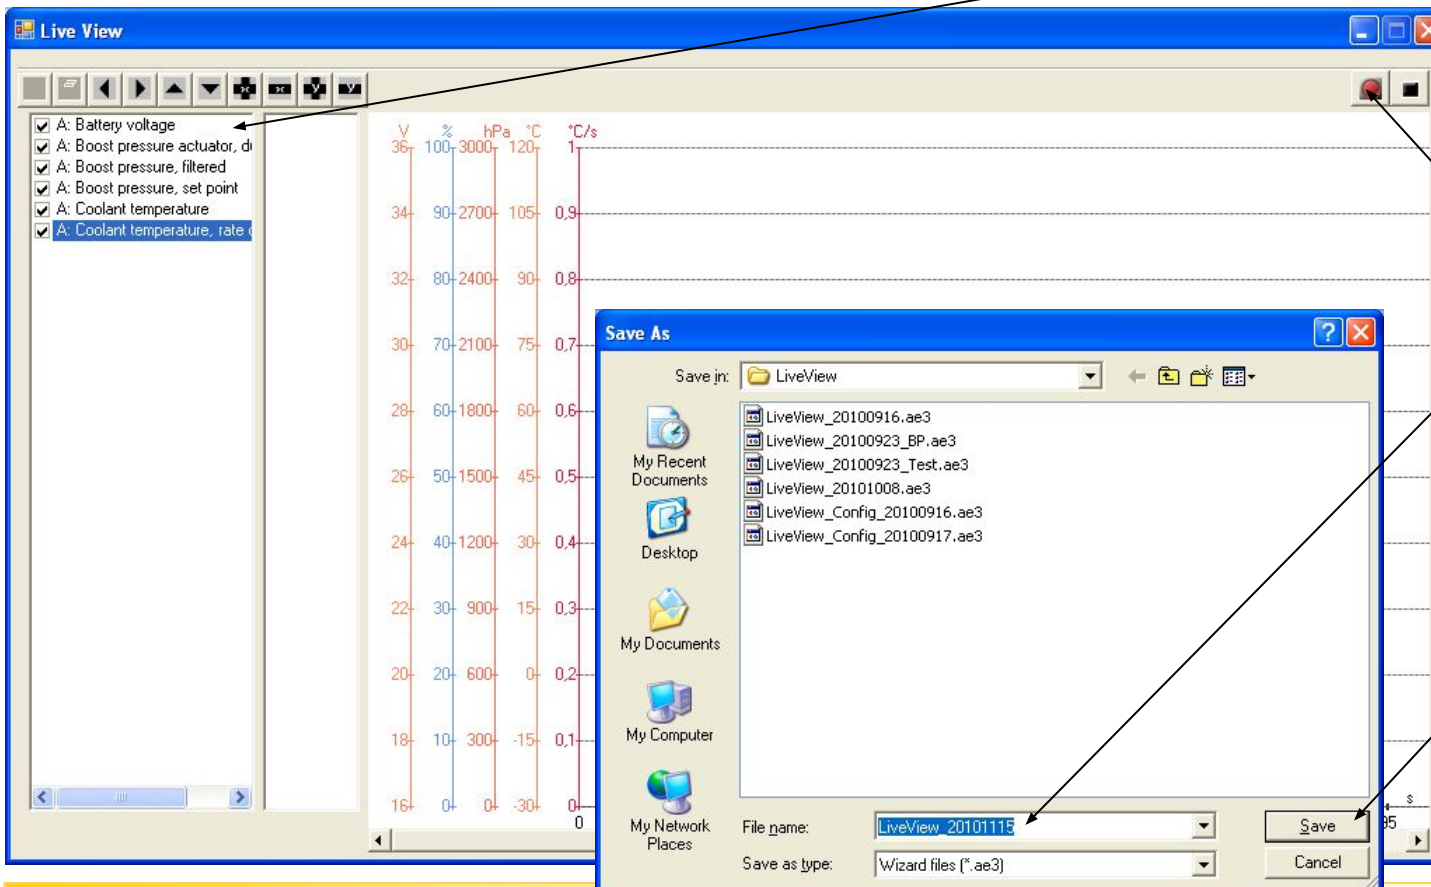 Live View
A: Battery voltage
A: Boost pressure actuator, d
A: Boost pressure, filtered
A: Boost pressure, set point
A: Coolant temperature
A: Coolant temperature, rate
V % hPa °C °C/s
36 100 3000 120 1
34 90 2700 105 0,9
32 80 2400 90 0,8
30 70 2100 75 0,7
28 60 1800 60 0,6
26 50 1500 45 0,5
24 40 1200 30 0,4
22 30 900 15 0,3
20 20 600 0 0,2
18 10 300 -15 0,1
16 0 0 -30 0
0
s
95
Save As
Save in: LiveView
LiveView_20100916.ae3
LiveView_20100923_BP.ae3
LiveView_20100923_Test.ae3
LiveView_20101008.ae3
LiveView_Config_20100916.ae3
LiveView_Config_20100917.ae3
My Recent
Documents
Desktop
My Documents
My Computer
My Network
Places
File name: LiveView_20101115 Save
Save as type: Wizard files (*.ae3) Cancel